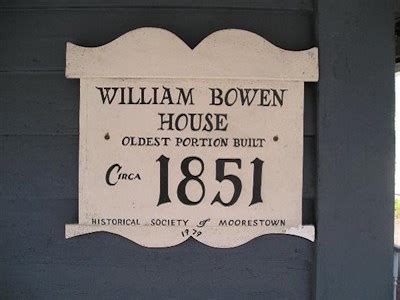 WILLIAM BOWEN
HOUSE
OLDEST PORTION BUILT
CIRCA 1851
HISTORICAL SOCIETY of MOORESTOWN